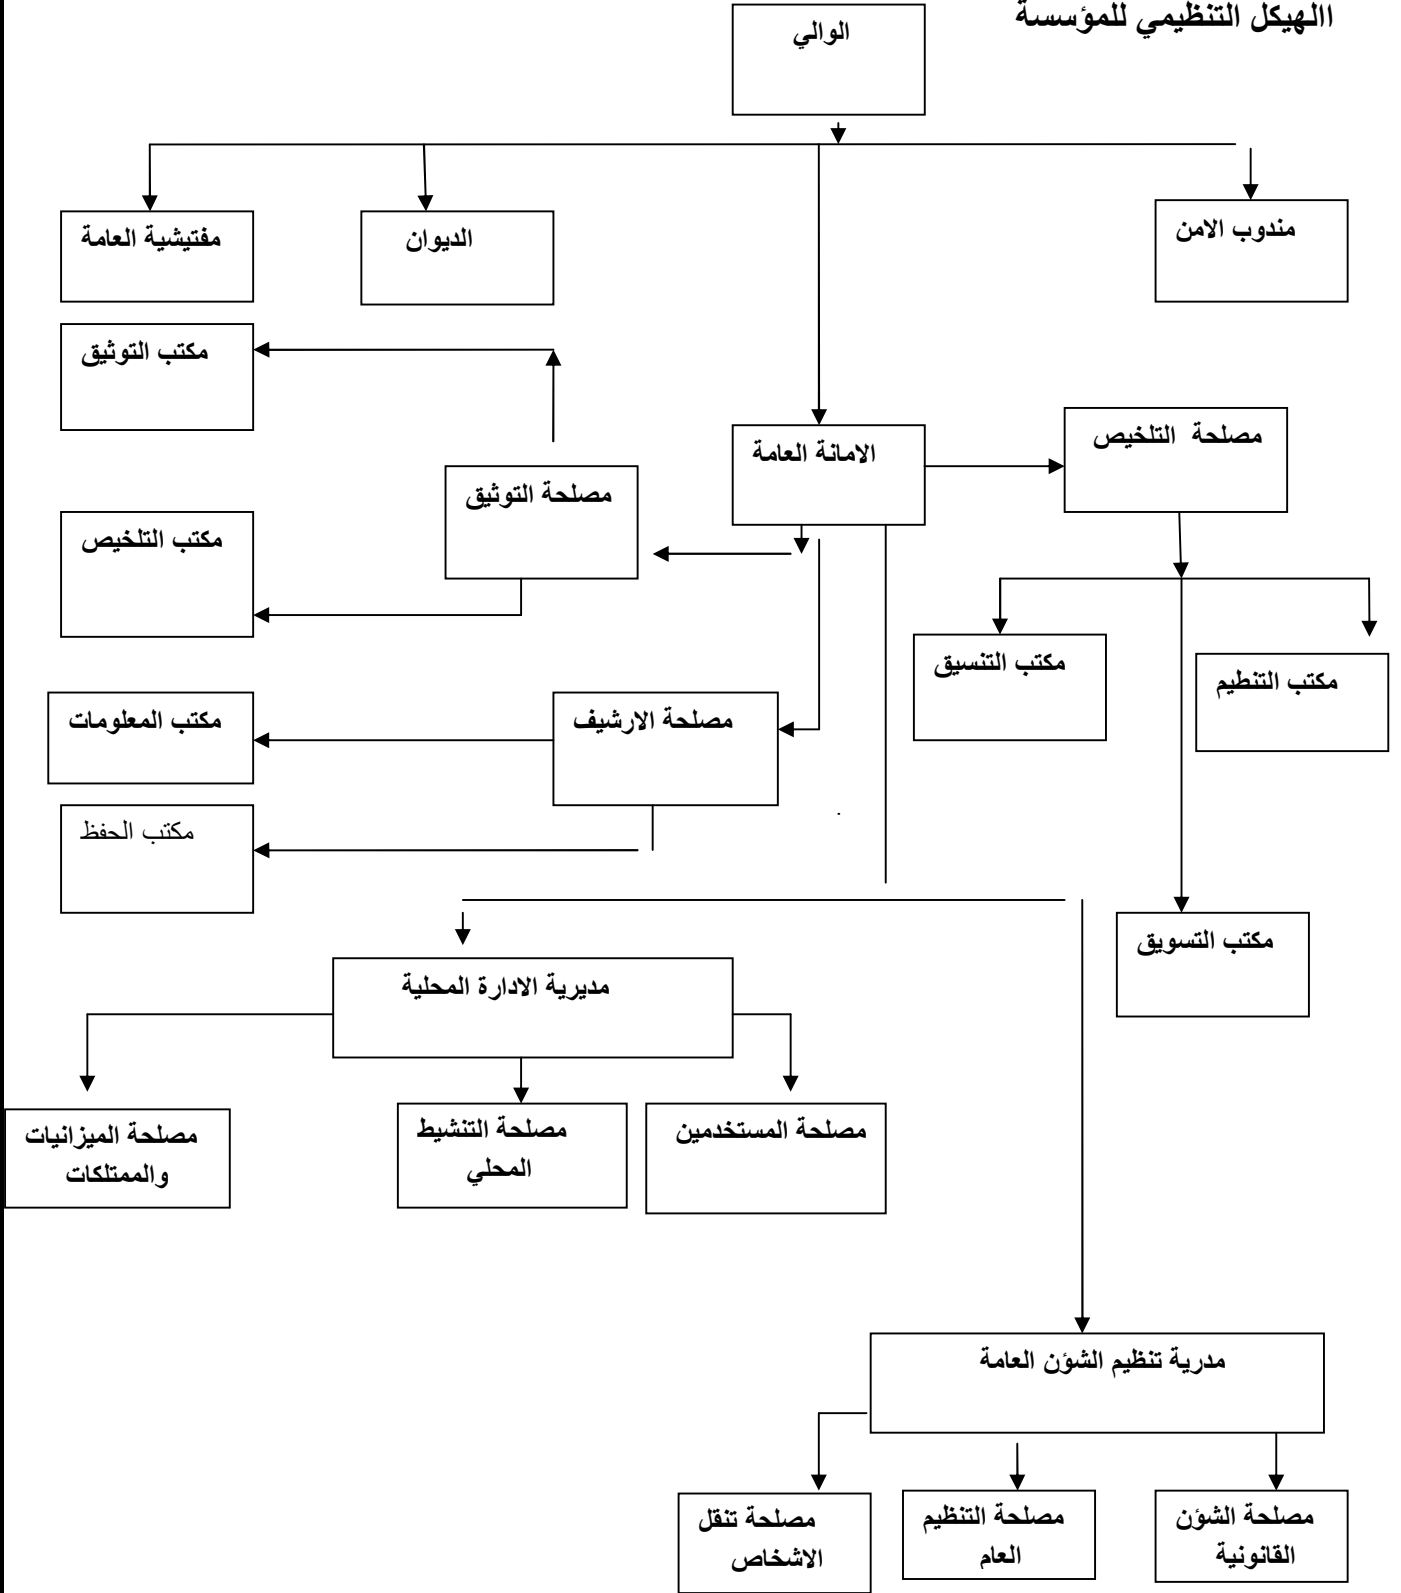 االهيكل التنظيمي للمؤسسة
الوالي
مندوب الامن
الديوان
مفتيشية العامة
مكتب التوثيق
مصلحة التلخيص
الامانة العامة
مصلحة التوثيق
مكتب التلخيص
مكتب التنطيم
مكتب التنسيق
مصلحة الارشيف
مكتب المعلومات
مكتب الحفظ
مكتب التسويق
مديرية الادارة المحلية
مصلحة المستخدمين
مصلحة التنشيط
المحلي
مصلحة الميزانيات
والممتلكات
مدرية تنظيم الشؤن العامة
مصلحة الشؤن
القانونية
مصلحة التنظيم
العام
مصلحة تنقل
الاشخاص